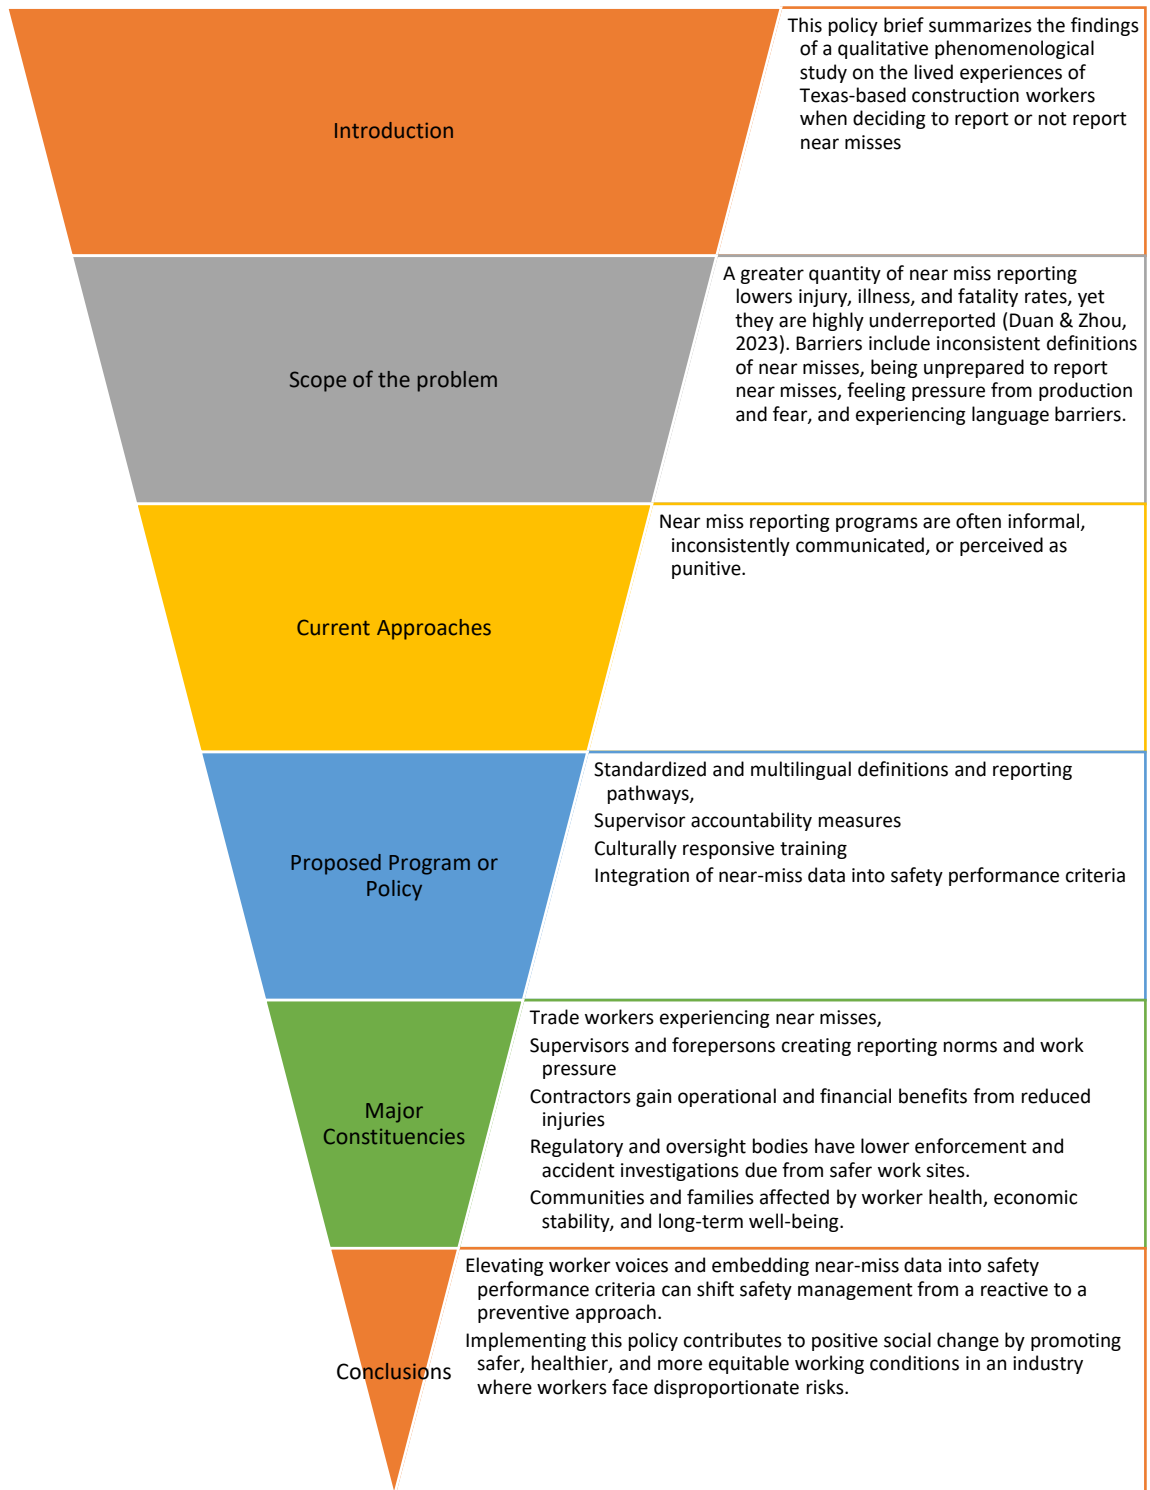 Introduction
This policy brief summarizes the findings
of a qualitative phenomenological
study on the lived experiences of
Texas-based construction workers
when deciding to report or not report
near misses
Scope of the problem
A greater quantity of near miss reporting
lowers injury, illness, and fatality rates, yet
they are highly underreported (Duan & Zhou,
2023). Barriers include inconsistent definitions
of near misses, being unprepared to report
near misses, feeling pressure from production
and fear, and experiencing language barriers.
Current Approaches
Near miss reporting programs are often informal,
inconsistently communicated, or perceived as
punitive.
Proposed Program or
Policy
Standardized and multilingual definitions and reporting
pathways,
Supervisor accountability measures
Culturally responsive training
Integration of near-miss data into safety performance criteria
Major
Constituencies
Trade workers experiencing near misses,
Supervisors and forepersons creating reporting norms and work
pressure
Contractors gain operational and financial benefits from reduced
injuries
Regulatory and oversight bodies have lower enforcement and
accident investigations due from safer work sites.
Communities and families affected by worker health, economic
stability, and long-term well-being.
Conclusions
Elevating worker voices and embedding near-miss data into safety
performance criteria can shift safety management from a reactive to a
preventive approach.
Implementing this policy contributes to positive social change by promoting
safer, healthier, and more equitable working conditions in an industry
where workers face disproportionate risks.